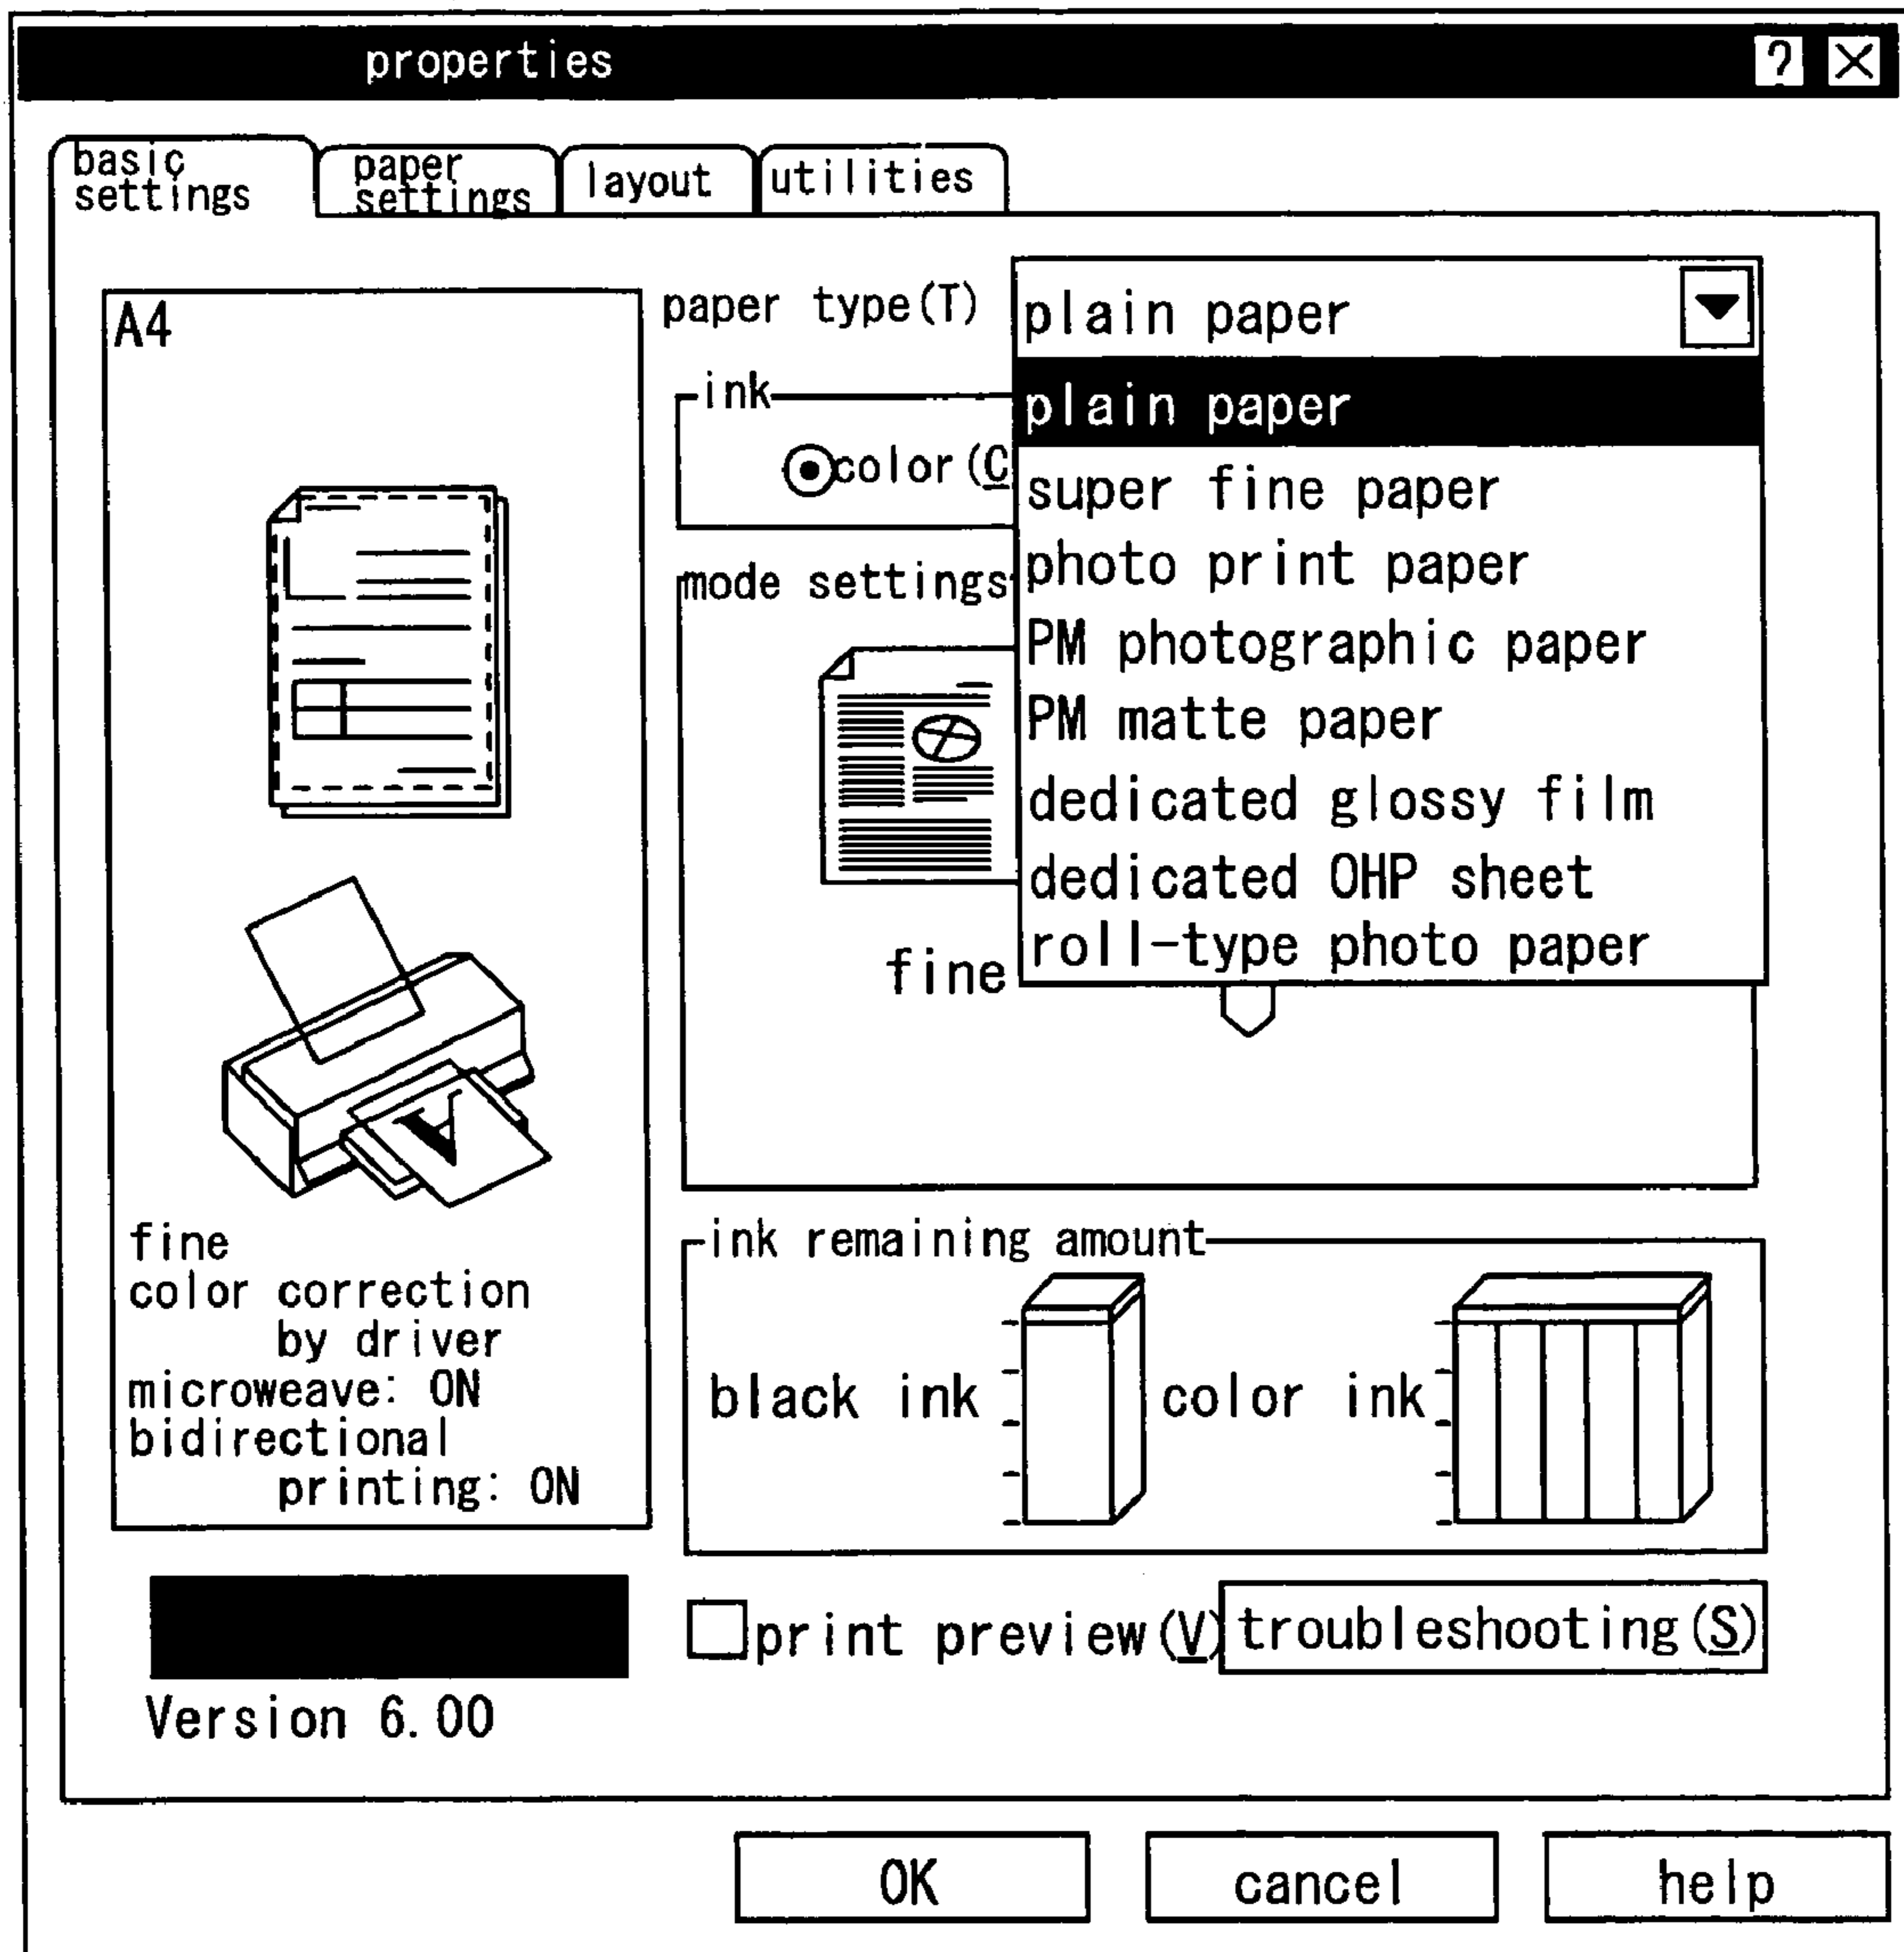 properties
?
basic
settings
paper
settings
layout
utilities
A4
paper type(T)
plain paper
plain paper
super fine paper
photo print paper
PM photographic paper
PM matte paper
dedicated glossy film
dedicated OHP sheet
roll-type photo paper
ink
color(C
mode settings
fine
A
fine
color correction
by driver
microweave: ON
bidirectional
printing: ON
ink remaining amount
black ink
color ink
print preview(V)
troubleshooting(S)
Version 6.00
OK
cancel
help